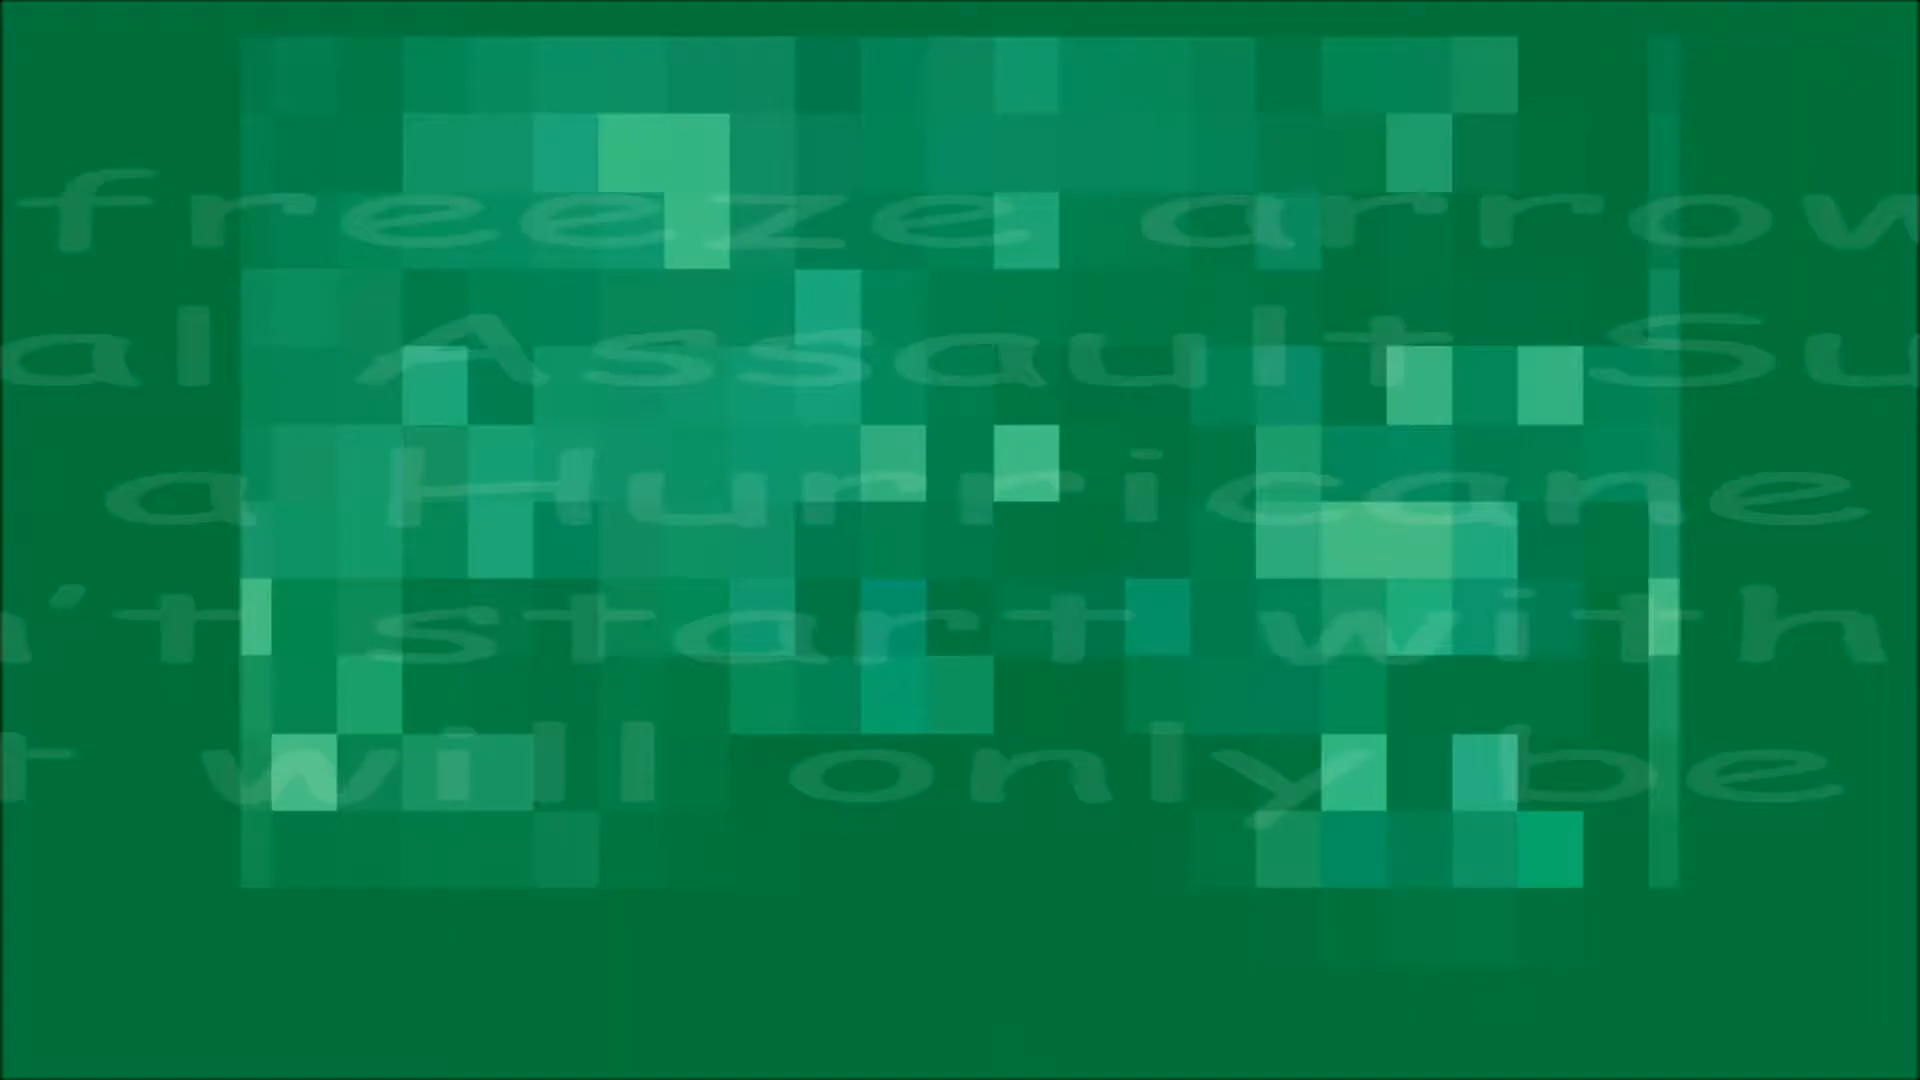 freeze arrow
al Assault Su
a Hurricane
't start with
will only be